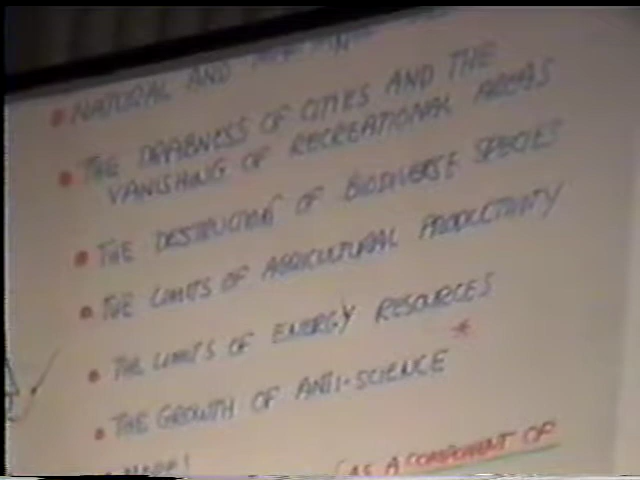 NATURAL AND
THE DRABNESS OF CITIES AND THE
VANISHING OF RECREATIONAL AREAS
THE DESTRUCTION OF BIODIVERSE SPECIES
THE LIMITS OF AGRICULTURAL PRODUCTIVITY
THE LIMITS OF ENERGY RESOURCES
THE GROWTH OF ANTI-SCIENCE *
(AS A COMPONENT OF